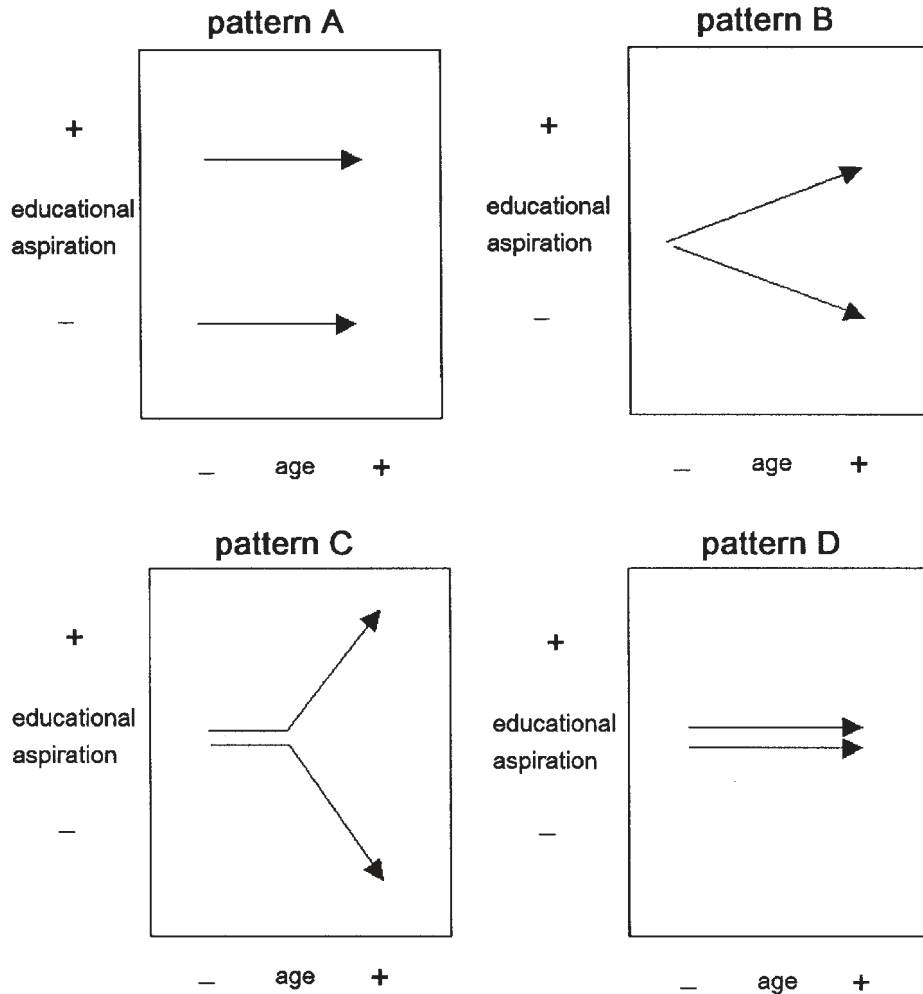 pattern A
+
educational
aspiration
–
– age +
pattern B
+
educational
aspiration
–
– age +
pattern C
+
educational
aspiration
–
– age +
pattern D
+
educational
aspiration
–
– age +